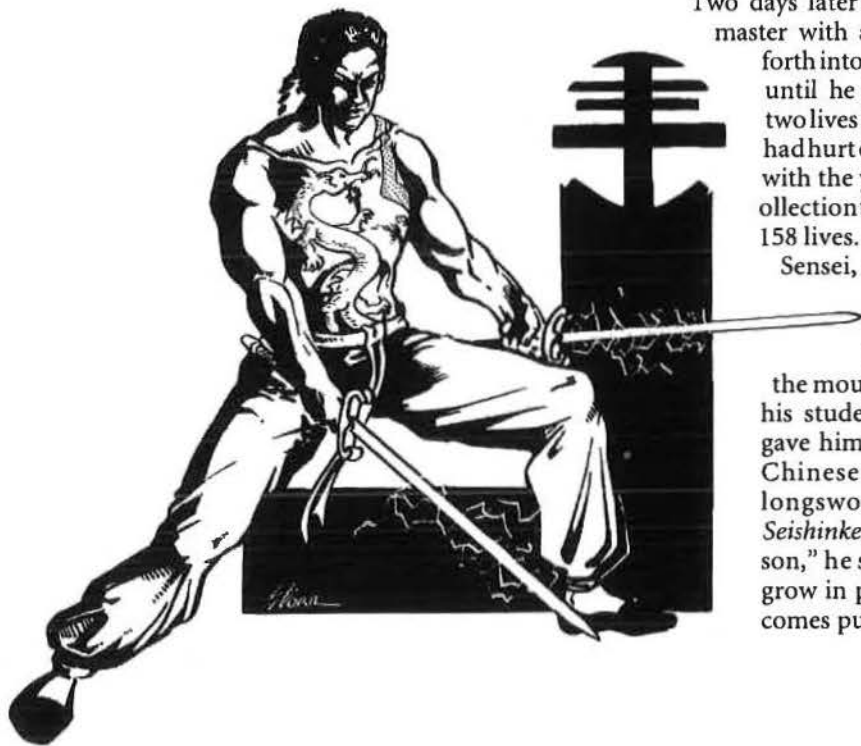 Two days later
master with a
forth into
until he
two lives
had hurt
with the
ollection
158 lives.
Sensei,
the mou
his stude
gave him
Chinese
longswo
Seishinke
son," he s
grow in p
comes pu